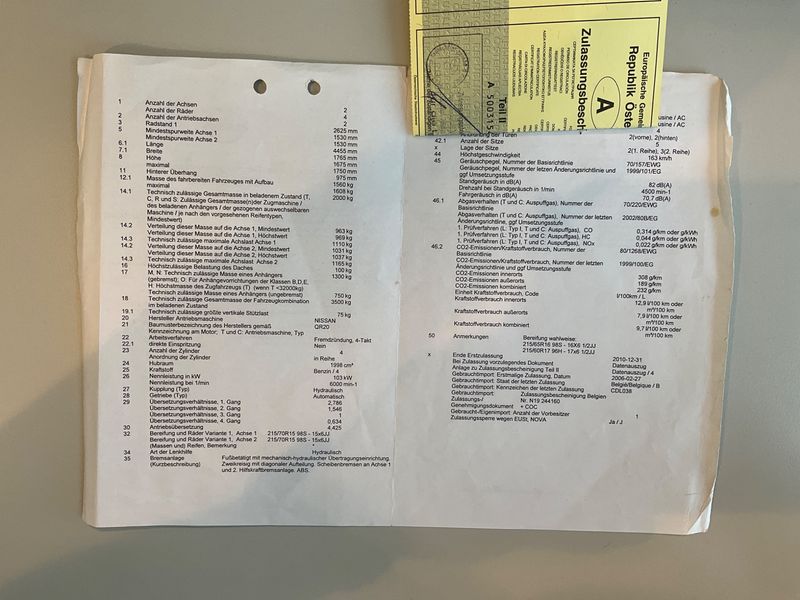 Europäische Gemein
Republik Öste
A
Zulassungsbesch
Teil II
A 500315
1 Anzahl der Achsen 2
Anzahl der Räder 4
2 Anzahl der Antriebsachsen 4
3 Radstand 1 2625 mm
5 Mindestspurweite Achse 1 1530 mm
Mindestspurweite Achse 2 1530 mm
6.1 Länge 4455 mm
7.1 Breite 1765 mm
8 Höhe 1675 mm
maximal 1750 mm
11 Hinterer Überhang 975 mm
12.1 Masse des fahrbereiten Fahrzeuges mit Aufbau 1560 kg
maximal 1608 kg
14.1 Technisch zulässige Gesamtmasse in beladenem Zustand (T, 2000 kg
C, R und S: Zulässige Gesamtmasse(n)der Zugmaschine /
des beladenen Anhängers / der gezogenen auswechselbaren
Maschine / je nach den vorgesehenen Reifentypen,
Mindestwert)
14.2 Verteilung dieser Masse auf die Achse 1, Mindestwert 963 kg
Verteilung dieser Masse auf die Achse 1, Höchstwert 969 kg
14.3 Technisch zulässige maximale Achslast Achse 1 1110 kg
14.2 Verteilung dieser Masse auf die Achse 2, Mindestwert 1031 kg
Verteilung dieser Masse auf die Achse 2, Höchstwert 1037 kg
14.3 Technisch zulässige maximale Achslast Achse 2 1165 kg
16 Höchstzulässige Belastung des Daches 100 kg
17 M, N: Technisch zulässige Masse eines Anhängers 1300 kg
(gebremst); O: Für Anhängevorrichtungen der Klassen B,D,E,
H: Höchstmasse des Zugfahrzeugs (T) (wenn T <32000kg)
Technisch zulässige Masse eines Anhängers (ungebremst) 750 kg
18 Technisch zulässige Gesamtmasse der Fahrzeugkombination 3500 kg
im beladenen Zustand
19.1 Technisch zulässige größte vertikale Stützlast 75 kg
20 Hersteller Antriebsmaschine NISSAN
21 Baumusterbezeichnung des Herstellers gemäß QR20
Kennzeichnung am Motor; T und C: Antriebsmaschine, Typ
22 Arbeitsverfahren Fremdzündung, 4-Takt
22.1 direkte Einspritzung Nein
23 Anzahl der Zylinder 4
Anordnung der Zylinder in Reihe
24 Hubraum 1998 cm³
25 Kraftstoff Benzin / 4
26 Nennleistung in kW 103 kW
Nennleistung bei 1/min 6000 min-1
27 Kupplung (Typ) Hydraulisch
28 Getriebe (Typ) Automatisch
29 Übersetzungsverhältnisse, 1. Gang 2,786
Übersetzungsverhältnisse, 2. Gang 1,546
Übersetzungsverhältnisse, 3. Gang 1
Übersetzungsverhältnisse, 4. Gang 0,634
30 Antriebsübersetzung 4,425
32 Bereifung und Räder Variante 1, Achse 1 215/70R15 98S - 15x6JJ
Bereifung und Räder Variante 1, Achse 2 215/70R15 98S - 15x6JJ
(Massen und) Reifen, Bemerkung
34 Art der Lenkhilfe Hydraulisch
35 Bremsanlage Fußbetätigt mit mechanisch-hydraulischer Übertragungseinrichtung.
(Kurzbeschreibung) Zweikreisig mit diagonaler Aufteilung. Scheibenbremsen an Achse 1
und 2. Hilfskraftbremsanlage. ABS.
usine / AC
usine / AC
4
Anordnung der Türen 2(vorne), 2(hinten)
42.1 Anzahl der Sitze 5
x Lage der Sitze 2(1. Reihe), 3(2. Reihe)
44 Höchstgeschwindigkeit 163 km/h
45 Geräuschpegel, Nummer der Basisrichtlinie 70/157/EWG
Geräuschpegel, Nummer der letzten Änderungsrichtlinie und 1999/101/EG
ggf Umsetzungsstufe
Standgeräusch in dB(A) 82 dB(A)
Drehzahl bei Standgeräusch in 1/min 4500 min-1
Fahrgeräusch in dB(A) 70,7 dB(A)
46.1 Abgasverhalten (T und C: Auspuffgas), Nummer der 70/220/EWG
Basisrichtlinie
Abgasverhalten (T und C: Auspuffgas), Nummer der letzten 2002/80B/EG
Änderungsrichtlinie, ggf Umsetzungsstufe
1. Prüfverfahren (L: Typ I, T und C: Auspuffgas), CO 0,314 g/km oder g/kWh
1. Prüfverfahren (L: Typ I, T und C: Auspuffgas), HC 0,044 g/km oder g/kWh
1. Prüfverfahren (L: Typ I, T und C: Auspuffgas), NOx 0,022 g/km oder g/kWh
46.2 CO2-Emissionen/Kraftstoffverbrauch, Nummer der 80/1268/EWG
Basisrichtlinie
CO2-Emissionen/Kraftstoffverbrauch, Nummer der letzten 1999/100/EG
Änderungsrichtlinie und ggf Umsetzungsstufe
CO2-Emissionen innerorts 308 g/km
CO2-Emissionen außerorts 189 g/km
CO2-Emissionen kombiniert 232 g/km
Einheit Kraftstoffverbrauch, Code l/100km / L
Kraftstoffverbrauch innerorts 12,9 l/100 km oder
m³/100 km
Kraftstoffverbrauch außerorts 7,9 l/100 km oder
m³/100 km
Kraftstoffverbrauch kombiniert 9,7 l/100 km oder
m³/100 km
50 Anmerkungen Bereifung wahlweise:
215/65R16 98S - 16X6 1/2JJ
215/60R17 96H - 17x6 1/2JJ
x Ende Erstzulassung 2010-12-31
Bei Zulassung vorzulegendes Dokument Datenauszug
Anlage zu Zulassungsbescheinigung Teil II Datenauszug / 4
Gebrauchtimport: Erstmalige Zulassung, Datum 2006-02-27
Gebrauchtimport: Staat der letzten Zulassung België/Belgique / B
Gebrauchtimport: Kennzeichen der letzten Zulassung CDL038
Gebrauchtimport: Zulassungsbescheinigung Belgien
Zulassungs-/ Nr. N19 244160
Genehmigungsdokument + COC
Gebraucht-/Eigenimport: Anzahl der Vorbesitzer 1
Zulassungssperre wegen EUSt, NOVA Ja / J